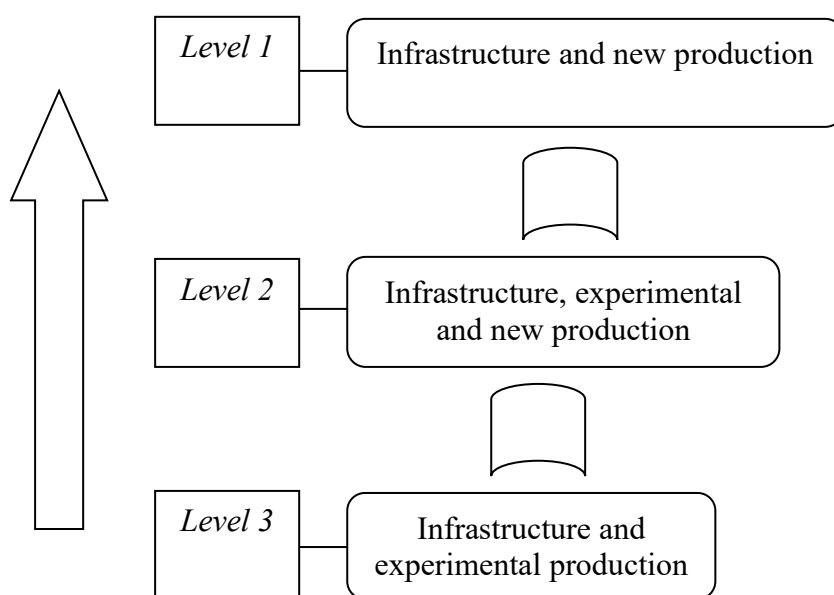 Level 1
Infrastructure and new production
Level 2
Infrastructure, experimental
and new production
Level 3
Infrastructure and
experimental production